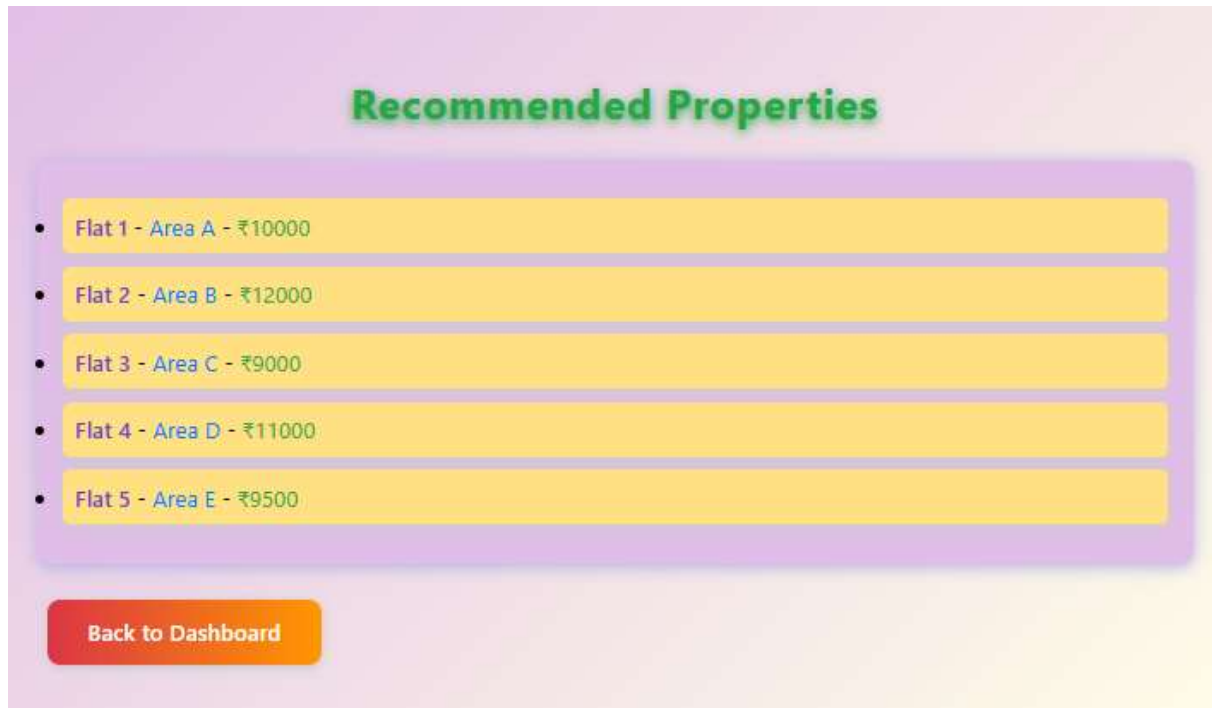 Recommended Properties
Flat 1 - Area A - ₹10000
Flat 2 - Area B - ₹12000
Flat 3 - Area C - ₹9000
Flat 4 - Area D - ₹11000
Flat 5 - Area E - ₹9500
Back to Dashboard